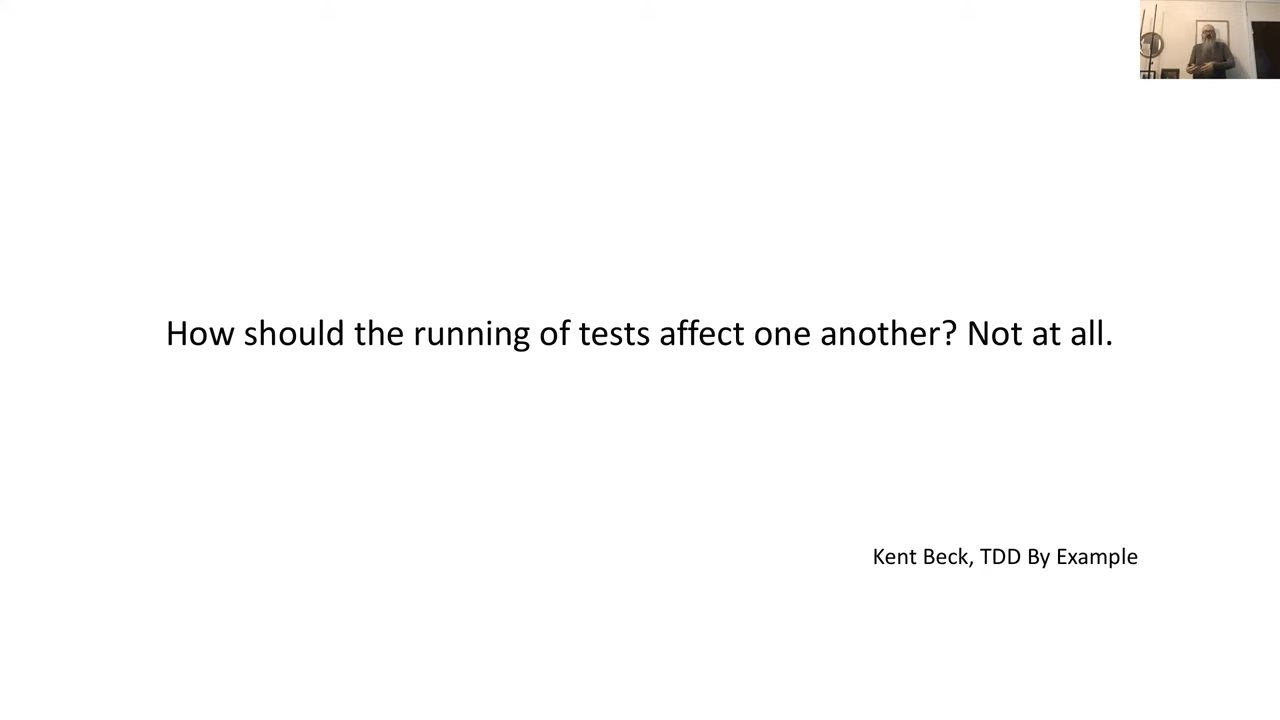 How should the running of tests affect one another? Not at all.
Kent Beck, TDD By Example